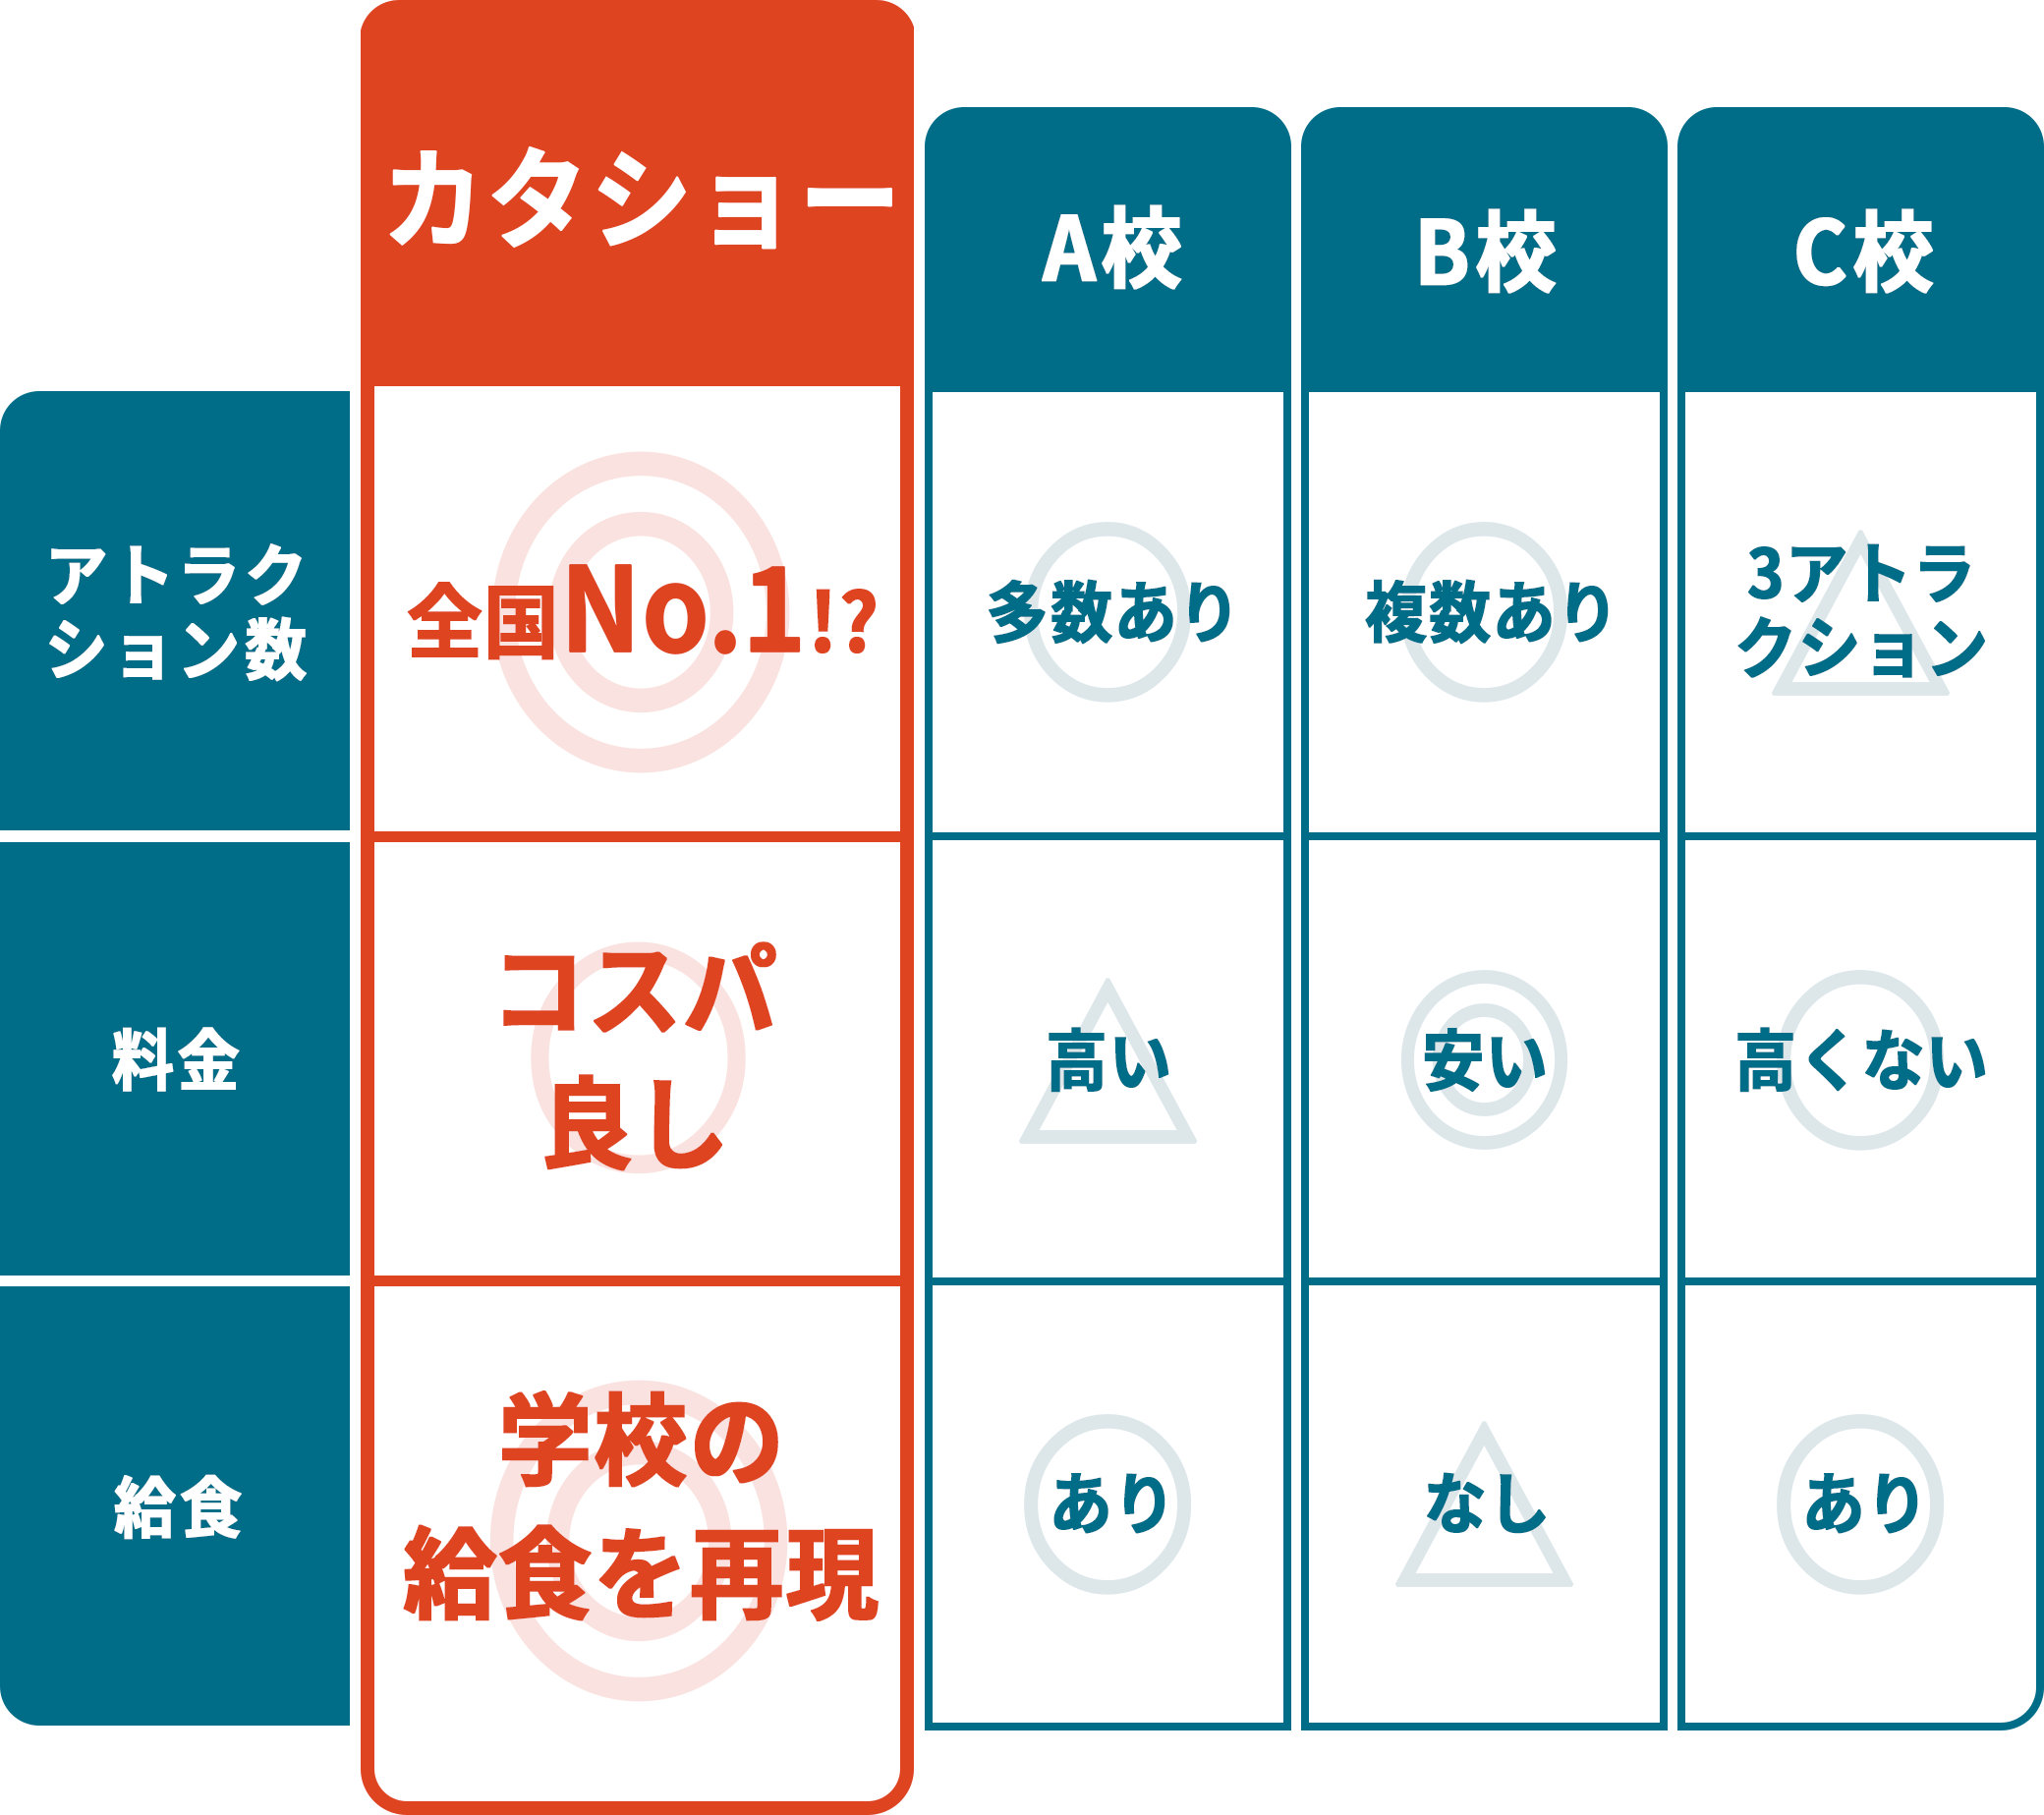 カタショー
A校
B校
C校
アトラク
ション数
全国No.1!?
多数あり
複数あり
3アトラ
クション
料金
コスパ
良し
高い
安い
高くない
給食
学校の
給食を再現
あり
なし
あり